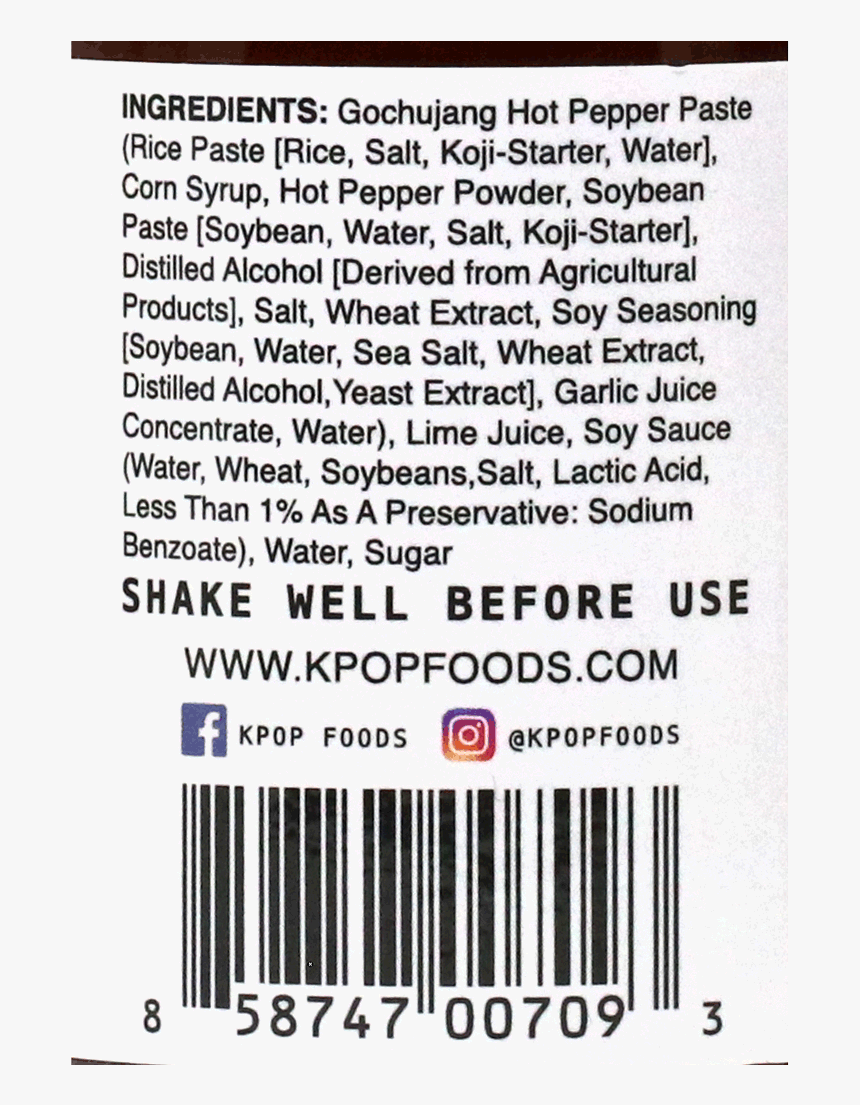 INGREDIENTS: Gochujang Hot Pepper Paste
(Rice Paste [Rice, Salt, Koji-Starter, Water],
Corn Syrup, Hot Pepper Powder, Soybean
Paste [Soybean, Water, Salt, Koji-Starter],
Distilled Alcohol [Derived from Agricultural
Products], Salt, Wheat Extract, Soy Seasoning
[Soybean, Water, Sea Salt, Wheat Extract,
Distilled Alcohol,Yeast Extract], Garlic Juice
Concentrate, Water), Lime Juice, Soy Sauce
(Water, Wheat, Soybeans,Salt, Lactic Acid,
Less Than 1% As A Preservative: Sodium
Benzoate), Water, Sugar
SHAKE WELL BEFORE USE
WWW.KPOPFOODS.COM
KPOP FOODS @KPOPFOODS
8 58747 00709 3